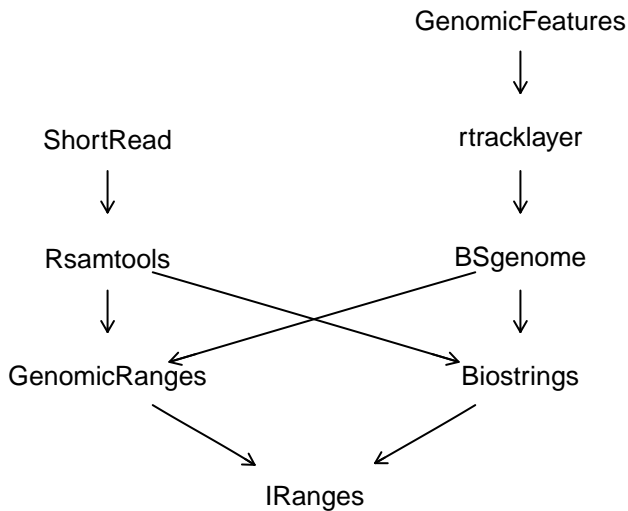 GenomicFeatures
ShortRead
rtracklayer
Rsamtools
BSgenome
GenomicRanges
Biostrings
IRanges